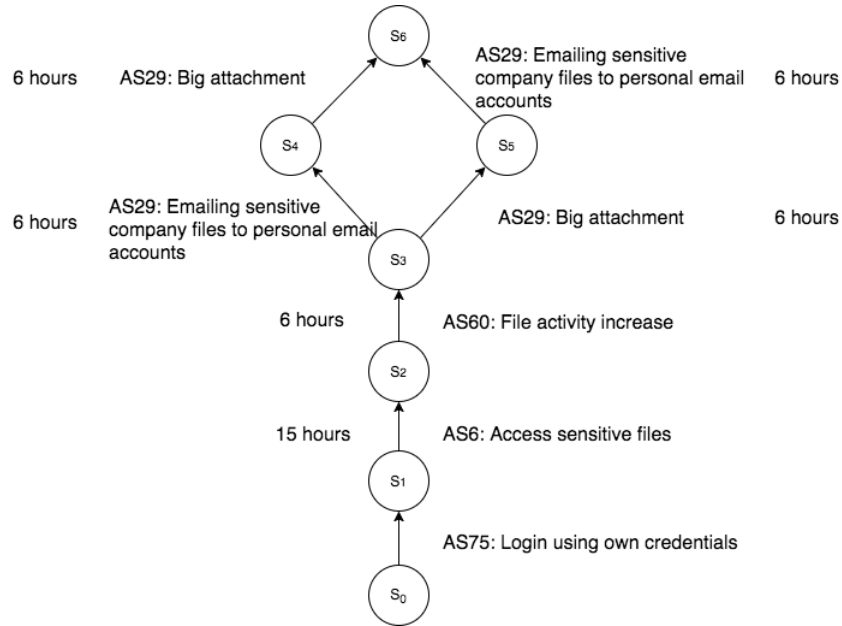 S6
AS29: Emailing sensitive
company files to personal email
accounts
6 hours
AS29: Big attachment
6 hours
S4
S5
AS29: Emailing sensitive
company files to personal email
accounts
6 hours
AS29: Big attachment
6 hours
S3
6 hours
AS60: File activity increase
S2
15 hours
AS6: Access sensitive files
S1
AS75: Login using own credentials
S0